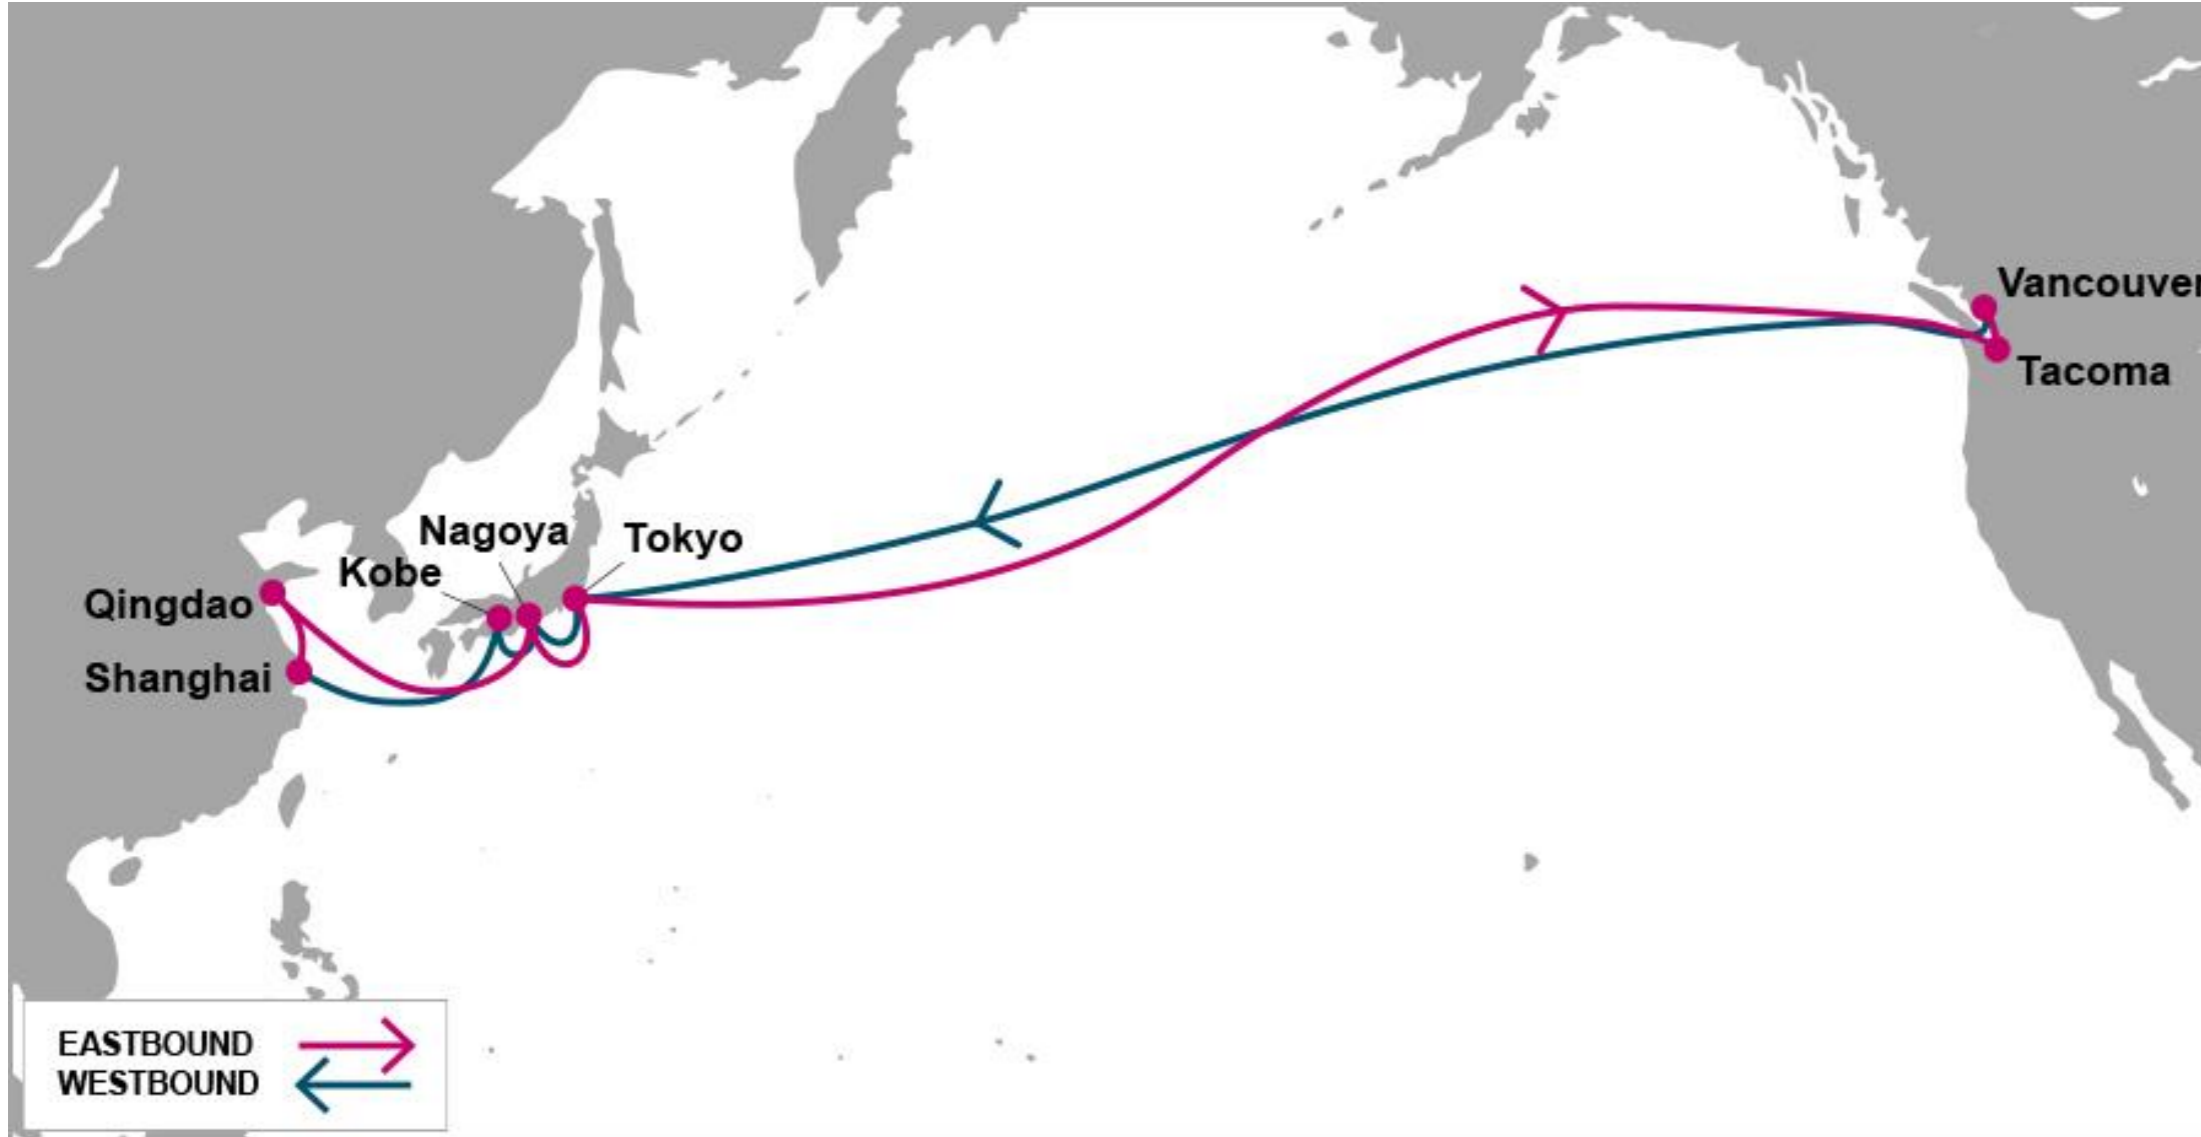 Vancouver
Tacoma
Nagoya
Tokyo
Kobe
Qingdao
Shanghai
EASTBOUND
WESTBOUND